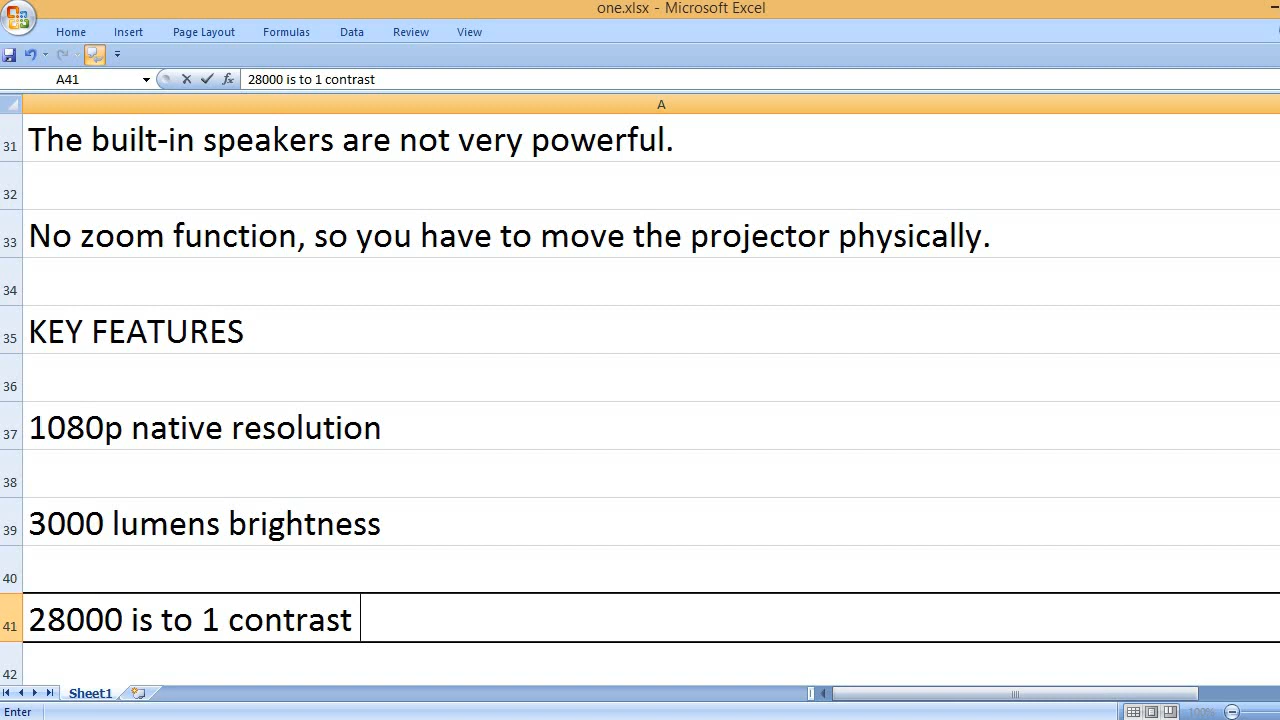 one.xlsx - Microsoft Excel
Home Insert Page Layout Formulas Data Review View
A41 fx 28000 is to 1 contrast
A
31 The built-in speakers are not very powerful.
32
33 No zoom function, so you have to move the projector physically.
34
35 KEY FEATURES
36
37 1080p native resolution
38
39 3000 lumens brightness
40
41 28000 is to 1 contrast
42
Sheet1
Enter 100%